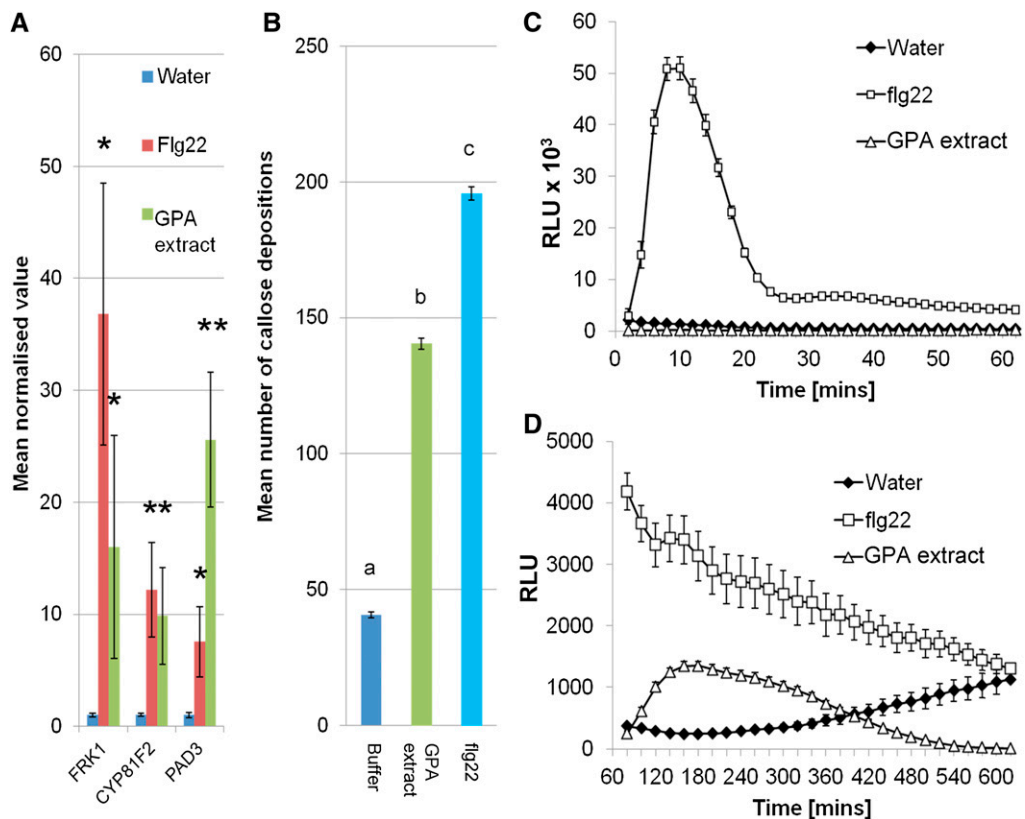 A
60
50
40
30
20
10
0
Mean normalised value
Water
Flg22
GPA
extract
*
*
**
*
**
FRK1
CYP81F2
PAD3
B
250
200
150
100
50
0
Mean number of callose depositions
a
b
c
Buffer
GPA
extract
flg22
C
60
50
40
30
20
10
0
RLU x 10³
Water
flg22
GPA extract
0 10 20 30 40 50 60
Time [mins]
D
5000
4000
3000
2000
1000
0
RLU
Water
flg22
GPA extract
60 120 180 240 300 360 420 480 540 600
Time [mins]